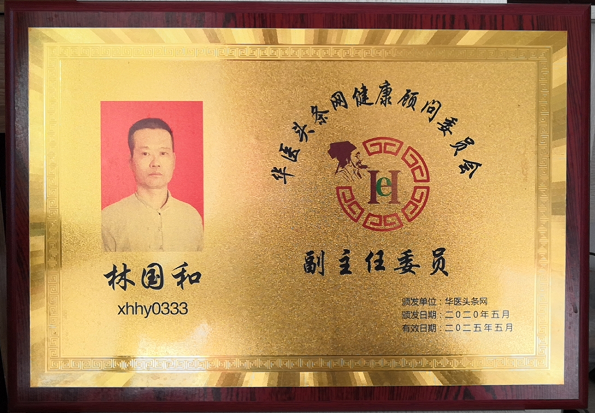 华医头条网健康顾问委员会
eH
副主任委员
林国和
xhhy0333
颁发单位：华医头条网
颁发日期：二〇二〇年五月
有效日期：二〇二五年五月